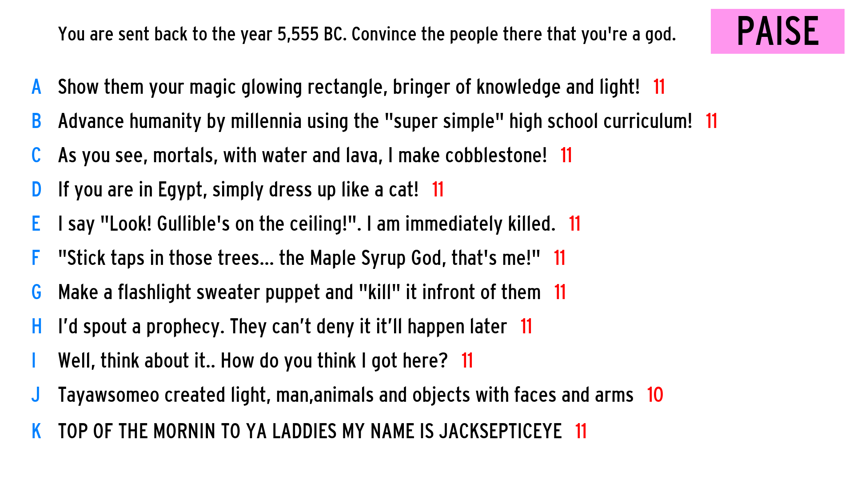 You are sent back to the year 5,555 BC. Convince the people there that you're a god.
PAISE
A Show them your magic glowing rectangle, bringer of knowledge and light! 11
B Advance humanity by millennia using the "super simple" high school curriculum! 11
C As you see, mortals, with water and lava, I make cobblestone! 11
D If you are in Egypt, simply dress up like a cat! 11
E I say "Look! Gullible's on the ceiling!". I am immediately killed. 11
F "Stick taps in those trees... the Maple Syrup God, that's me!" 11
G Make a flashlight sweater puppet and "kill" it infront of them 11
H I'd spout a prophecy. They can't deny it it'll happen later 11
I Well, think about it.. How do you think I got here? 11
J Tayawsomeo created light, man,animals and objects with faces and arms 10
K TOP OF THE MORNIN TO YA LADDIES MY NAME IS JACKSEPTICEYE 11